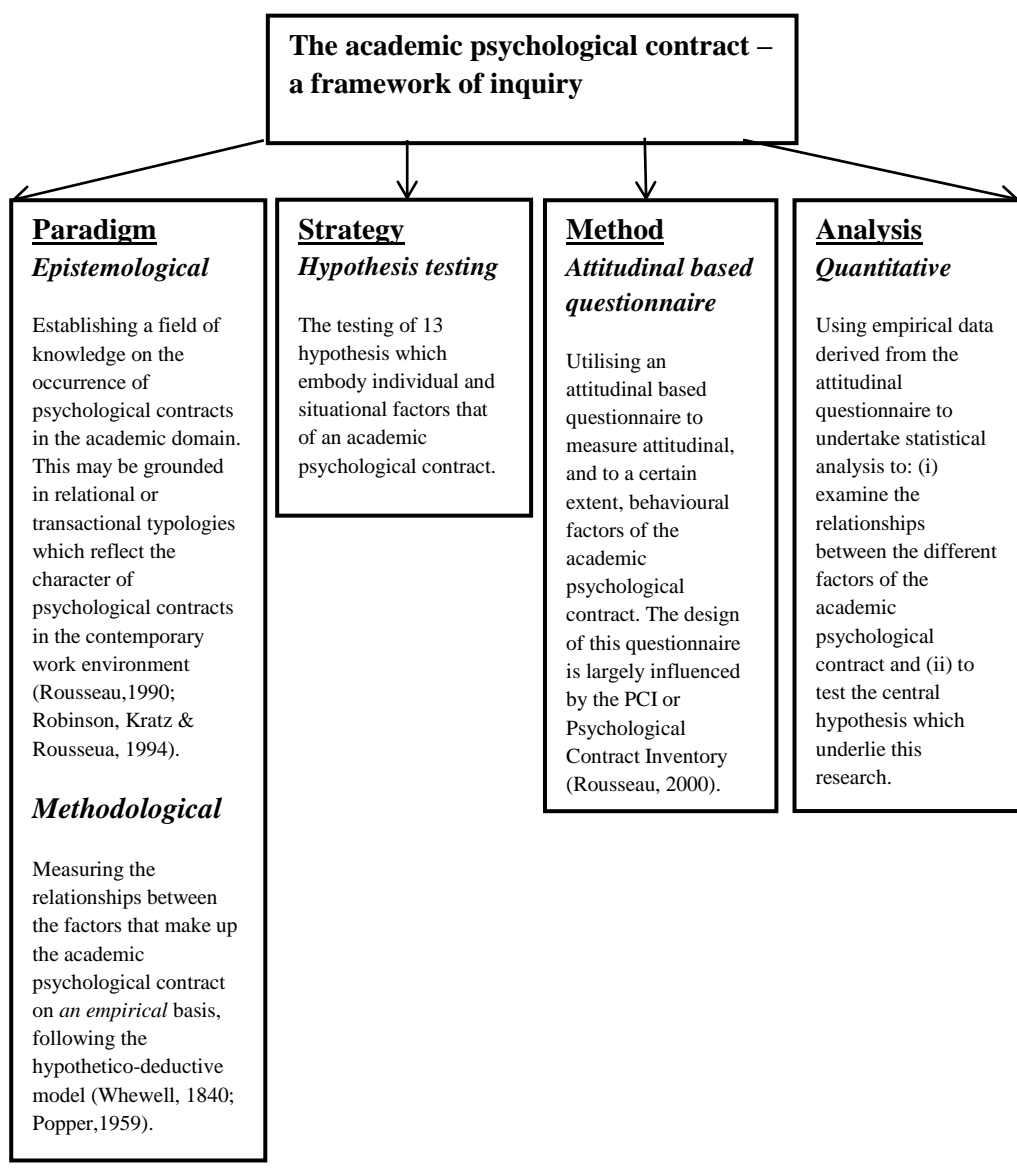 The academic psychological contract –
a framework of inquiry
Paradigm
Epistemological
Establishing a field of
knowledge on the
occurrence of
psychological contracts
in the academic domain.
This may be grounded
in relational or
transactional typologies
which reflect the
character of
psychological contracts
in the contemporary
work environment
(Rousseau,1990;
Robinson, Kratz &
Rousseua, 1994).
Methodological
Measuring the
relationships between
the factors that make up
the academic
psychological contract
on an empirical basis,
following the
hypothetico-deductive
model (Whewell, 1840;
Popper,1959).
Strategy
Hypothesis testing
The testing of 13
hypothesis which
embody individual and
situational factors that
of an academic
psychological contract.
Method
Attitudinal based
questionnaire
Utilising an
attitudinal based
questionnaire to
measure attitudinal,
and to a certain
extent, behavioural
factors of the
academic
psychological
contract. The design
of this questionnaire
is largely influenced
by the PCI or
Psychological
Contract Inventory
(Rousseau, 2000).
Analysis
Quantitative
Using empirical data
derived from the
attitudinal
questionnaire to
undertake statistical
analysis to: (i)
examine the
relationships
between the different
factors of the
academic
psychological
contract and (ii) to
test the central
hypothesis which
underlie this
research.